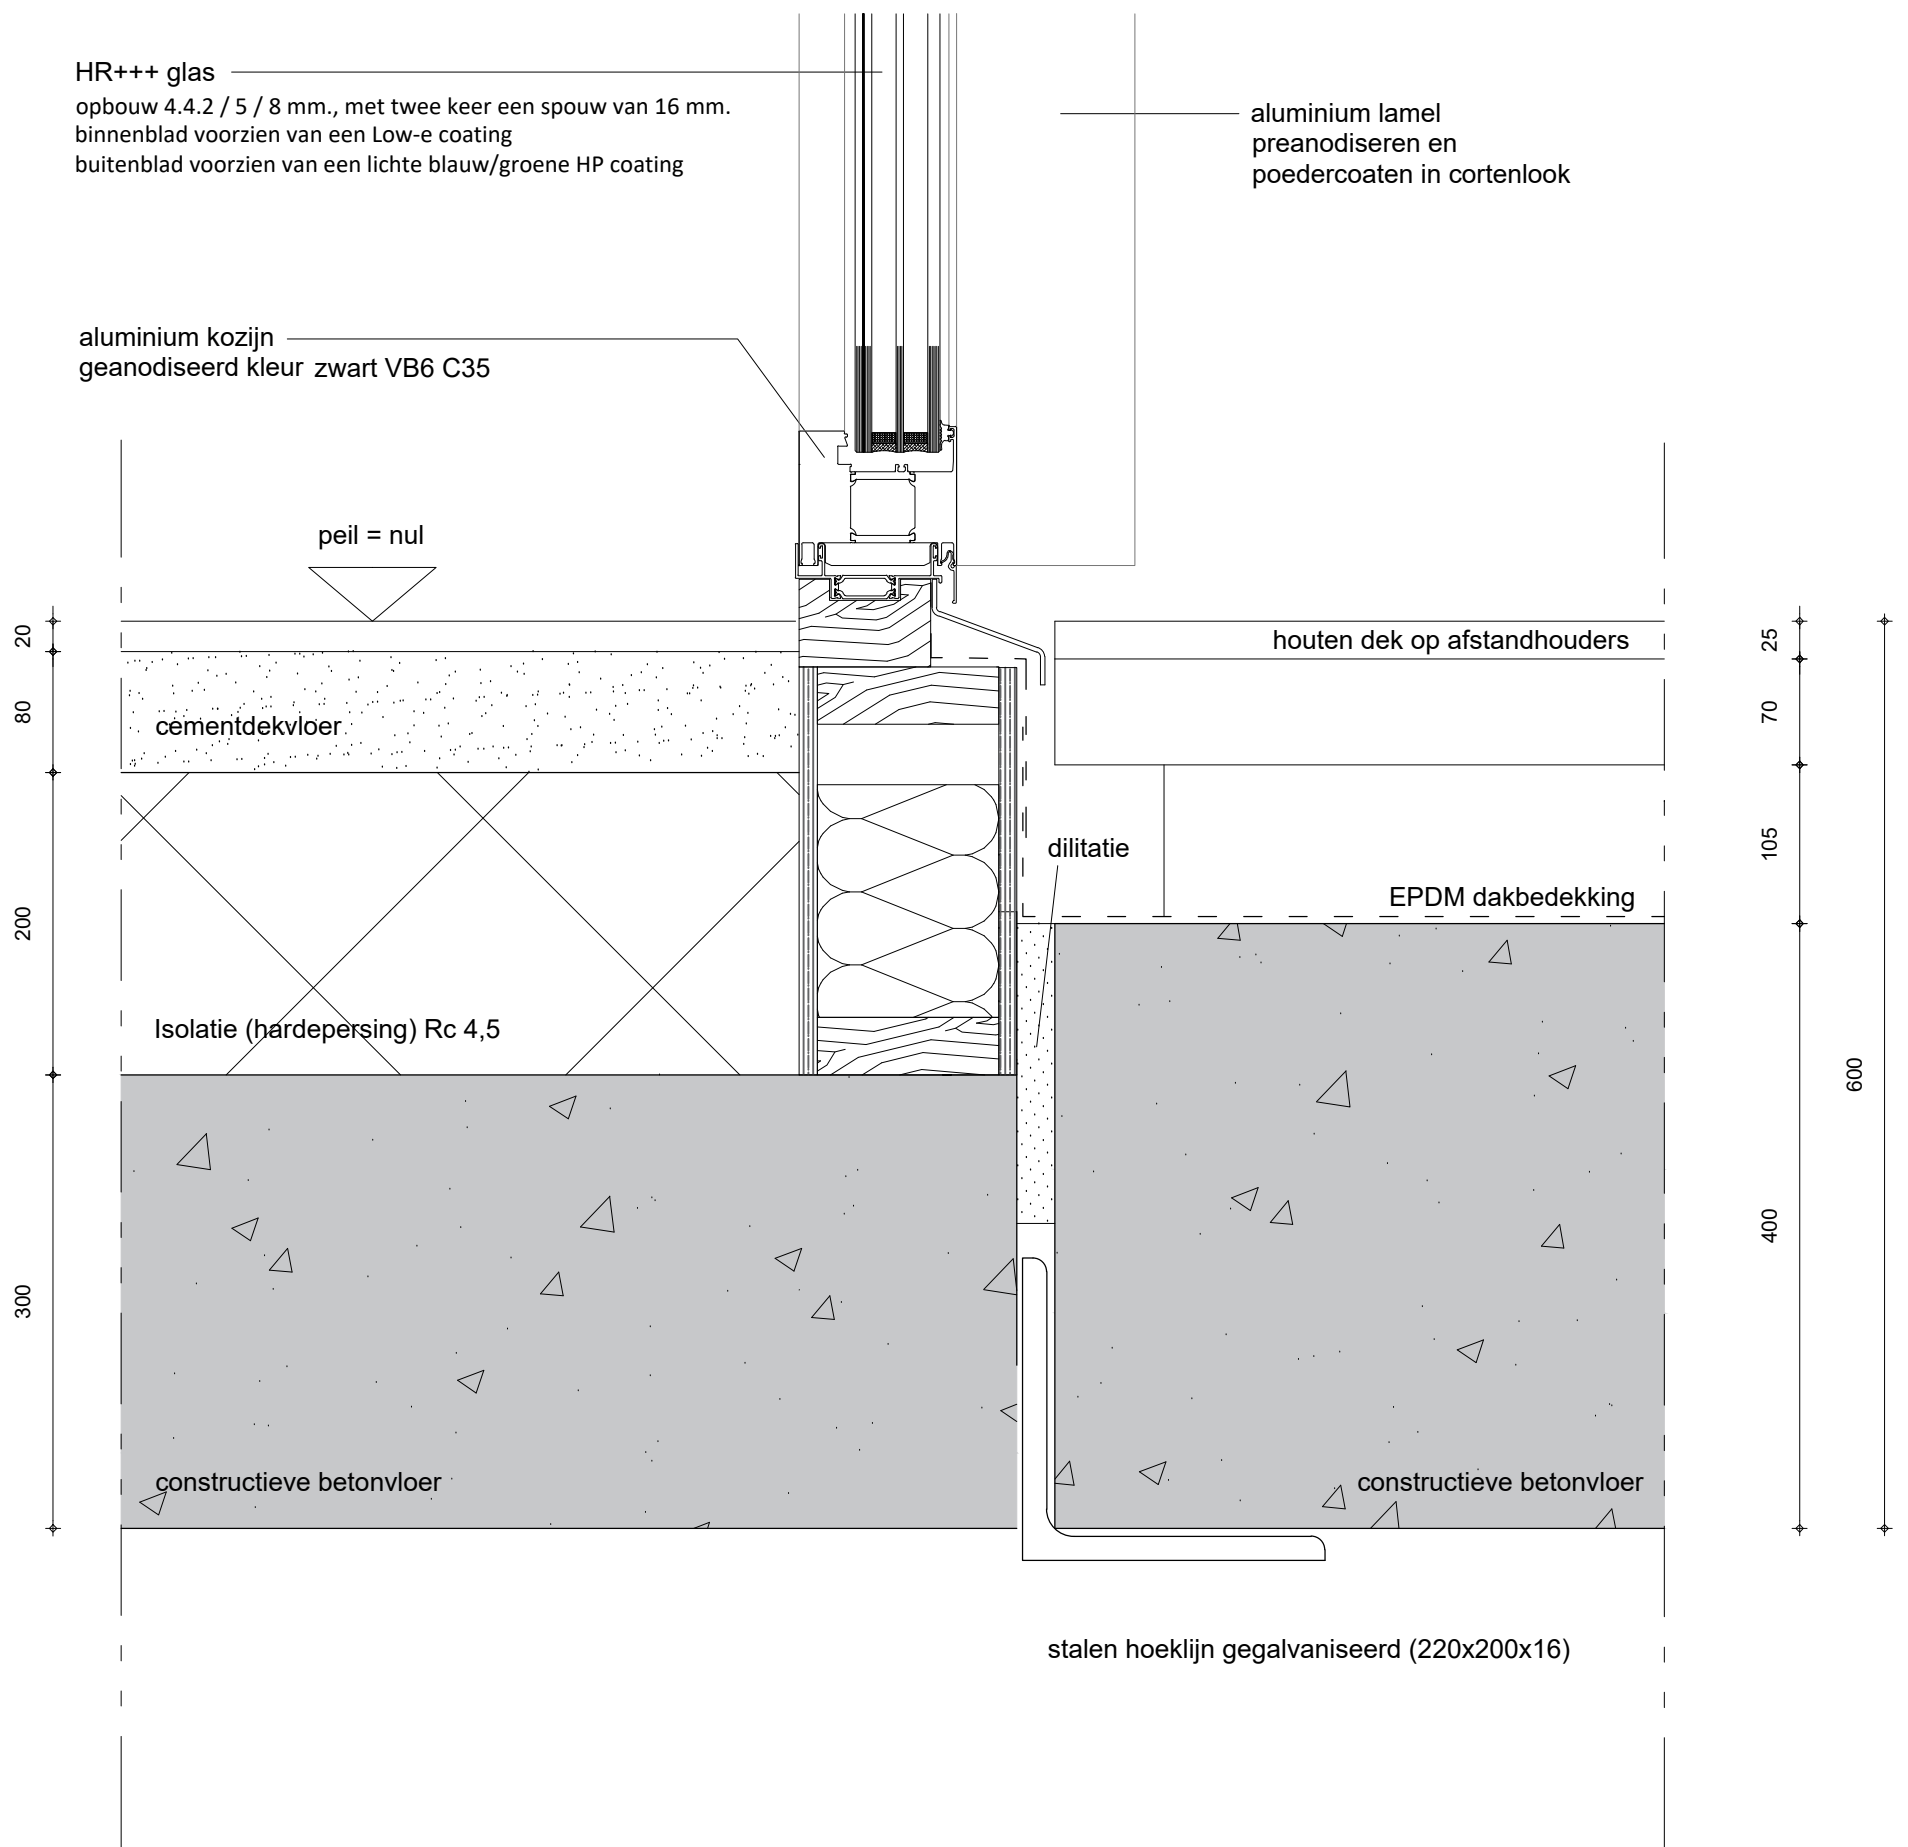 HR+++ glas
opbouw 4.4.2 / 5 / 8 mm., met twee keer een spouw van 16 mm.
binnenblad voorzien van een Low-e coating
buitenblad voorzien van een lichte blauw/groene HP coating
aluminium lamel
preanodiseren en
poedercoaten in cortenlook
aluminium kozijn
geanodiseerd kleur zwart VB6 C35
peil = nul
20
80
200
300
cementdekvloer
Isolatie (hardepersing) Rc 4,5
constructieve betonvloer
houten dek op afstandhouders
dilitatie
EPDM dakbedekking
constructieve betonvloer
25
70
105
400
600
stalen hoeklijn gegalvaniseerd (220x200x16)